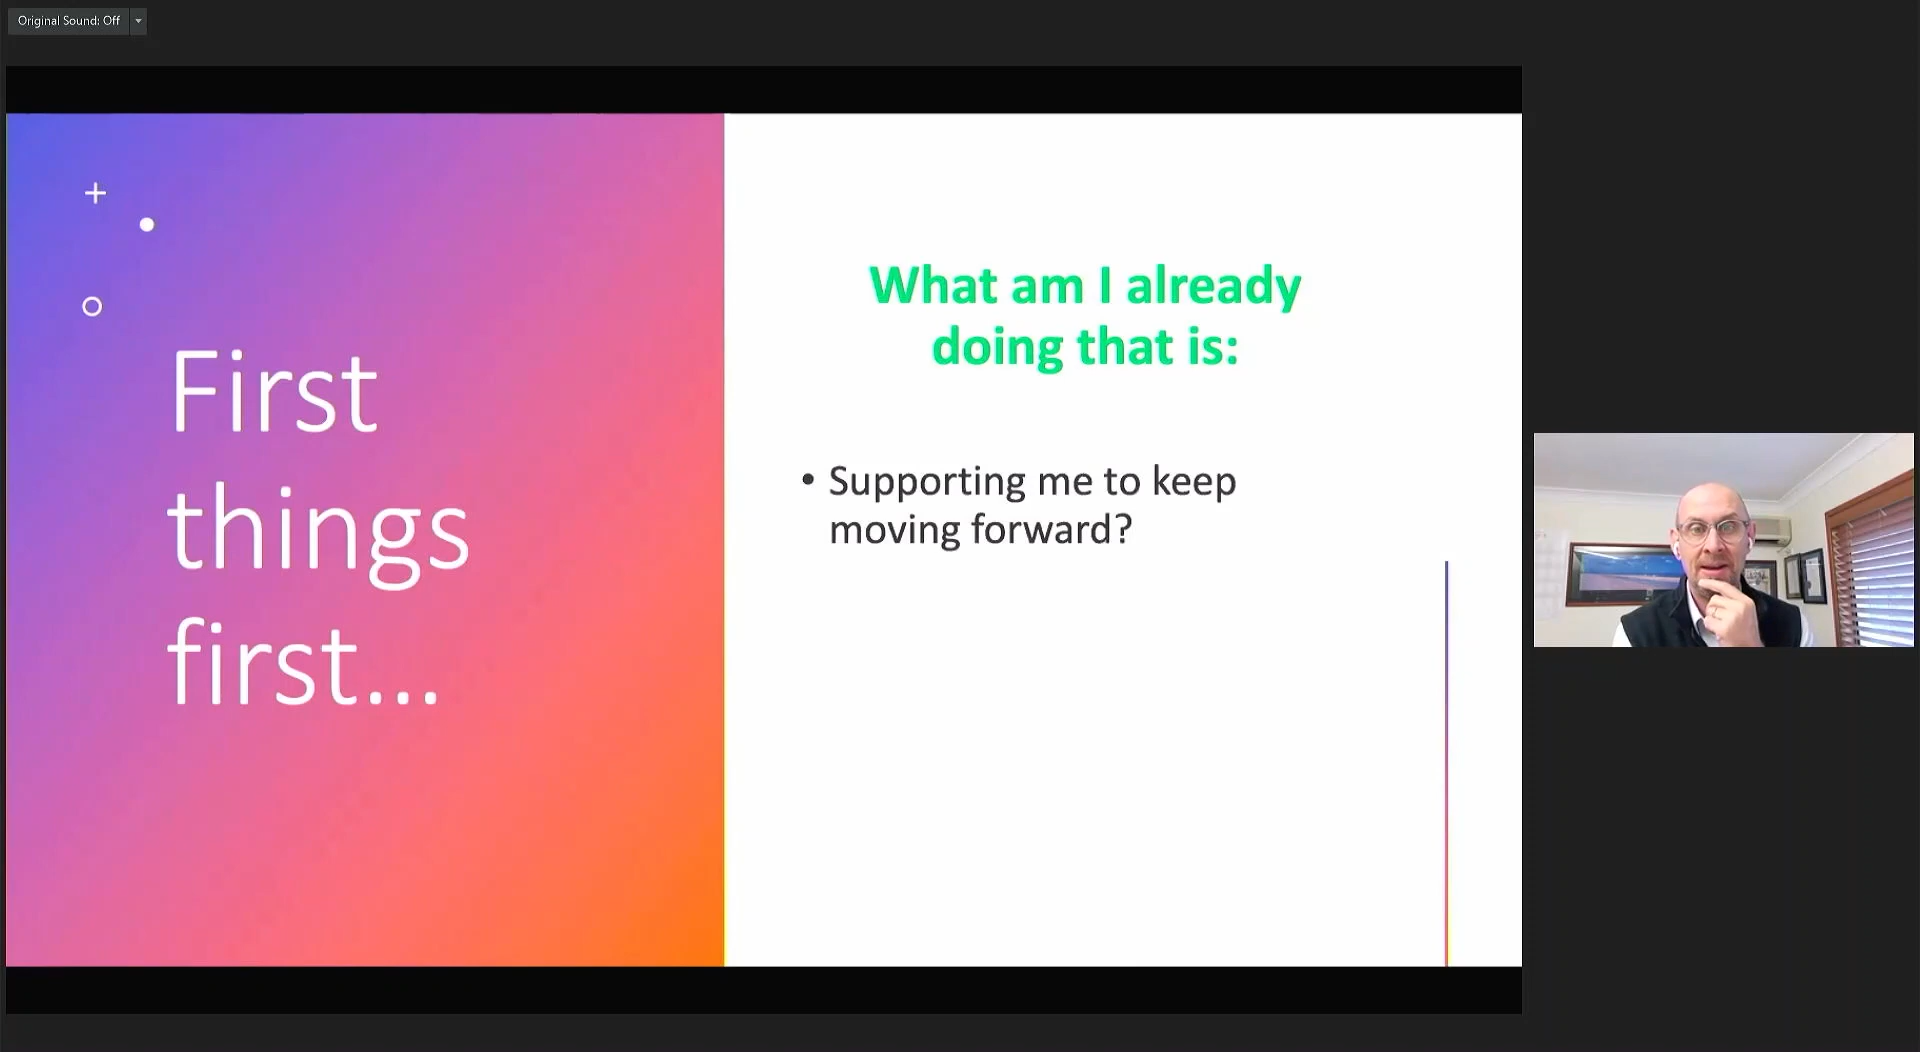 Original Sound: Off
First
things
first...
What am I already
doing that is:
• Supporting me to keep
moving forward?